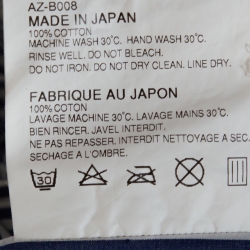 AZ-B008
MADE IN JAPAN
100% COTTON
MACHINE WASH 30°C. HAND WASH 30°C.
RINSE WELL. DO NOT BLEACH.
DO NOT IRON. DO NOT DRY CLEAN. LINE DRY.
FABRIQUE AU JAPON
100% COTON
LAVAGE MACHINE 30°C. LAVAGE MAINS 30°C.
BIEN RINCER. JAVEL INTERDIT.
NE PAS REPASSER. INTERDIT NETTOYAGE A SEC.
SECHAGE A L'OMBRE.
30